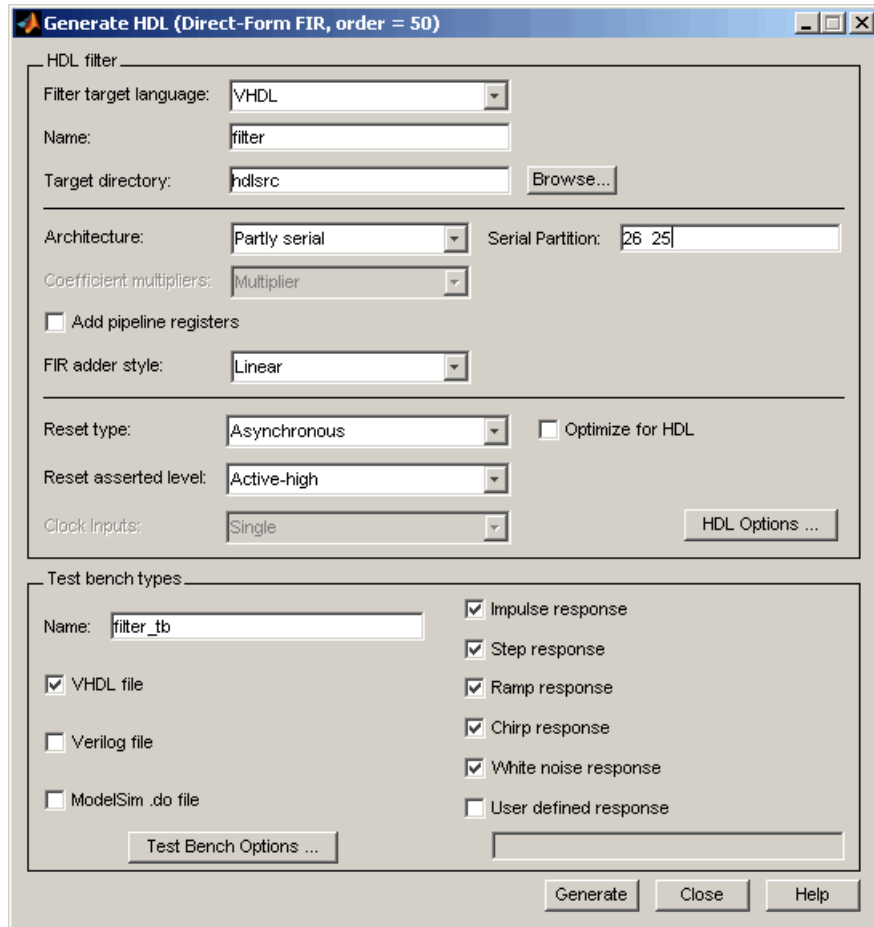 Generate HDL (Direct-Form FIR, order = 50)
HDL filter
Filter target language: VHDL
Name: filter
Target directory: hdlsrc Browse...
Architecture: Partly serial Serial Partition: 26 25
Coefficient multipliers: Multiplier
Add pipeline registers
FIR adder style: Linear
Reset type: Asynchronous Optimize for HDL
Reset asserted level: Active-high
Clock Inputs: Single HDL Options ...
Test bench types
Name: filter_tb
VHDL file
Verilog file
ModelSim .do file
Test Bench Options ...
Impulse response
Step response
Ramp response
Chirp response
White noise response
User defined response
Generate Close Help